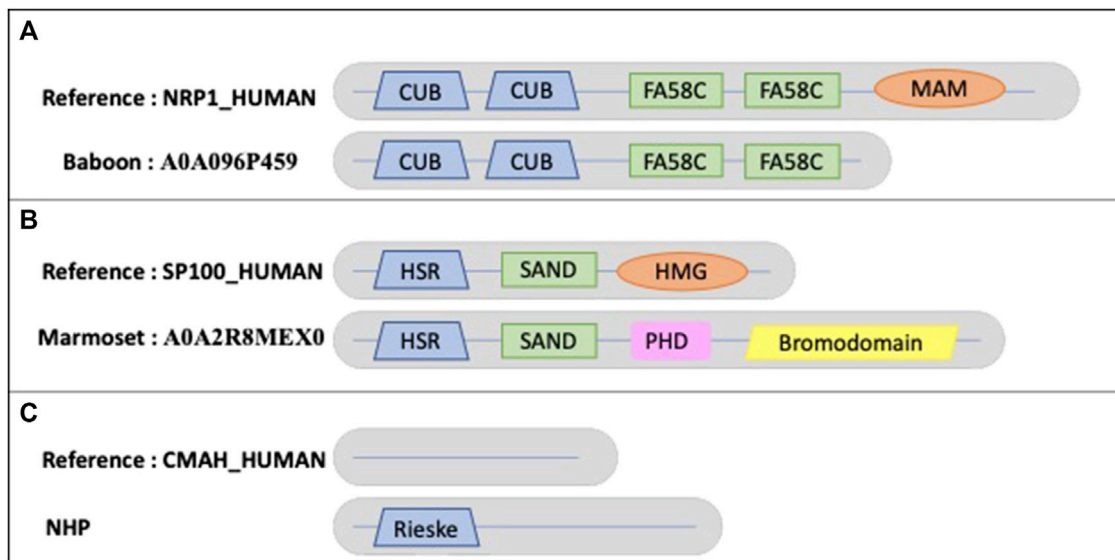 A
Reference : NRP1_HUMAN CUB CUB FA58C FA58C MAM
Baboon : A0A096P459 CUB CUB FA58C FA58C
B
Reference : SP100_HUMAN HSR SAND HMG
Marmoset : A0A2R8MEX0 HSR SAND PHD Bromodomain
C
Reference : CMAH_HUMAN
NHP Rieske